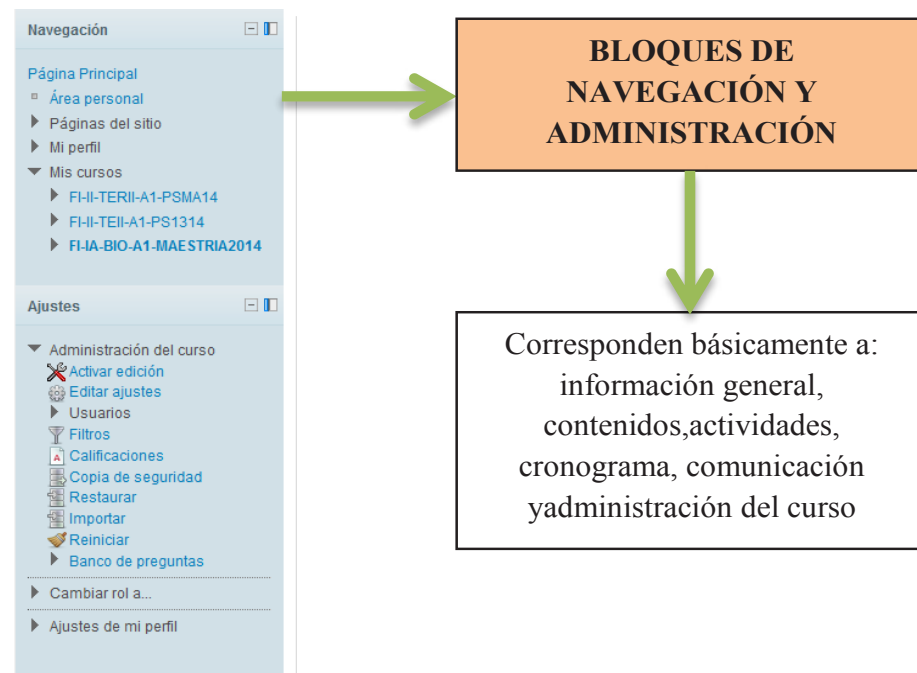 Navegación
Página Principal
Área personal
Páginas del sitio
Mi perfil
Mis cursos
FI-II-TERII-A1-PSMA14
FI-II-TEII-A1-PS1314
FI-IA-BIO-A1-MAESTRIA2014
Ajustes
Administración del curso
Activar edición
Editar ajustes
Usuarios
Filtros
A Calificaciones
Copia de seguridad
Restaurar
Importar
Reiniciar
Banco de preguntas
Cambiar rol a...
Ajustes de mi perfil
BLOQUES DE
NAVEGACIÓN Y
ADMINISTRACIÓN
Corresponden básicamente a:
información general,
contenidos,actividades,
cronograma, comunicación
yadministración del curso